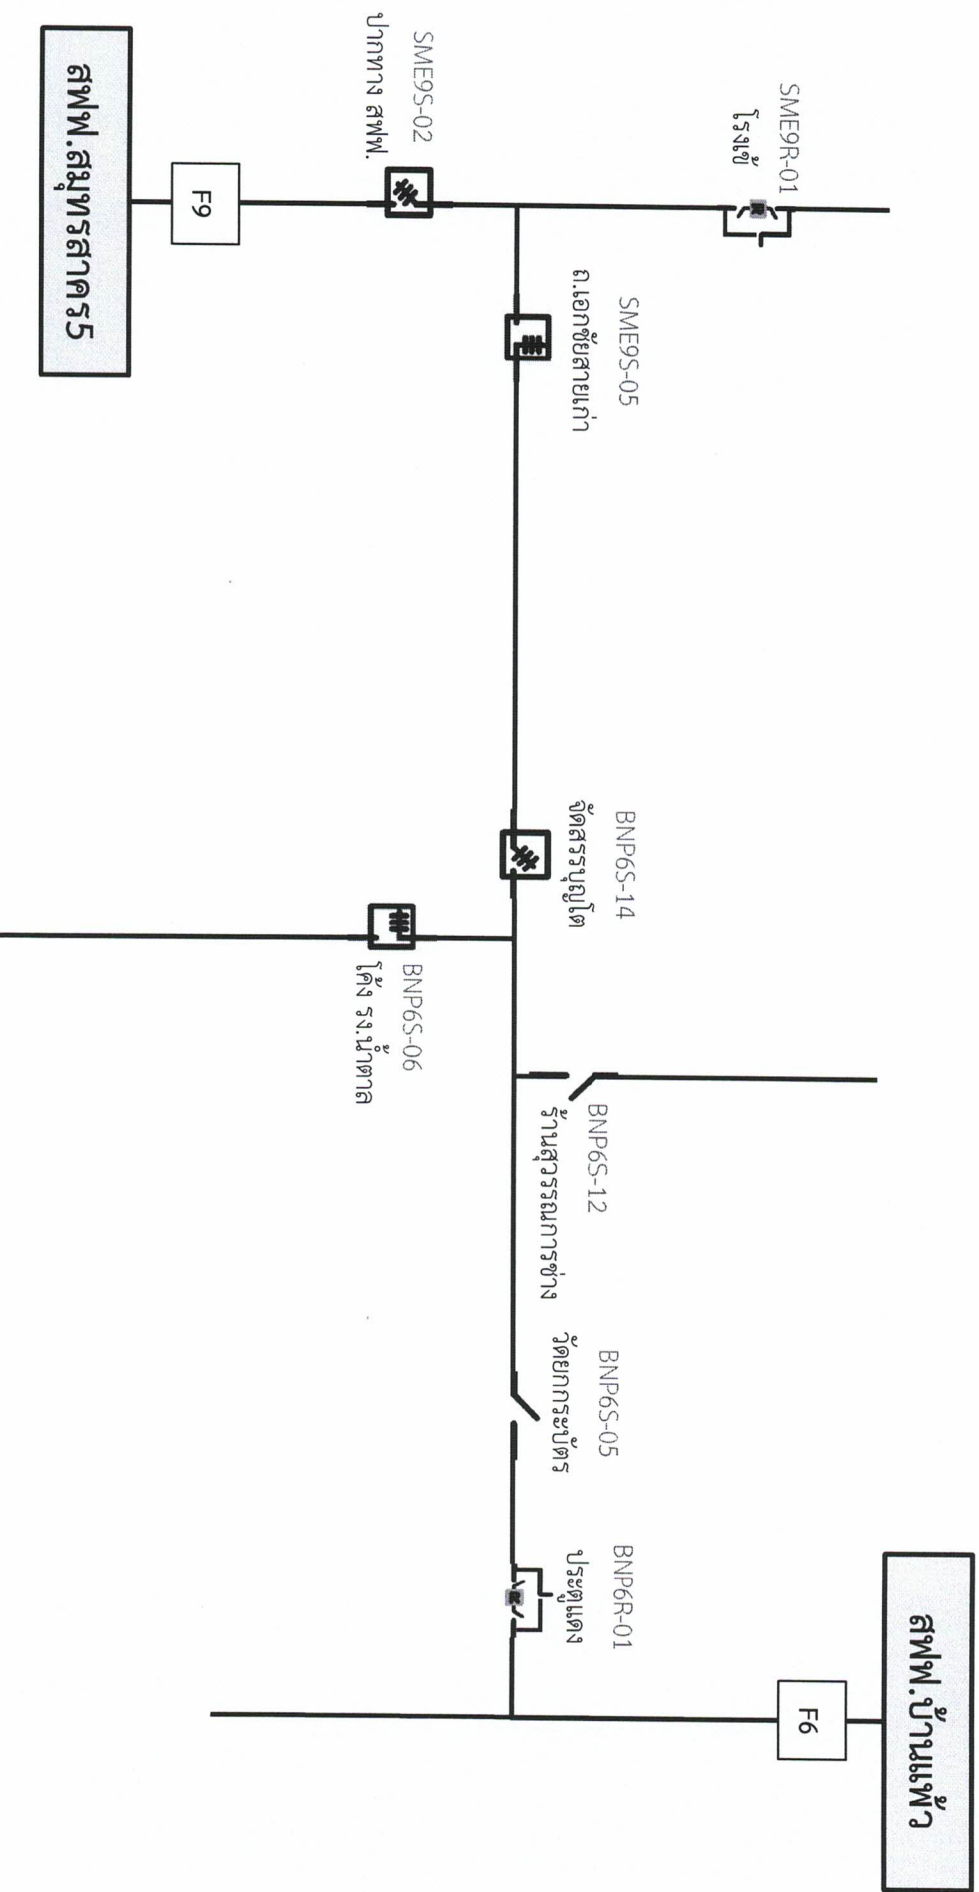 สฟฟ.บ้านแพ้ว
F6
SME9R-01
โรงเข้
SME9S-05
ถ.เอกชัยสายเก่า
BNP6S-14
จัดสรรบุญโต
BNP6S-12
ร้านสุวรรณการช่าง
BNP6S-05
วัดยกกระบัตร
BNP6R-01
ประตูแดง
SME9S-02
ปากทาง สฟฟ.
BNP6S-06
โค้ง รง.น้ำตาล
F9
สฟฟ.สมุทรสาคร5